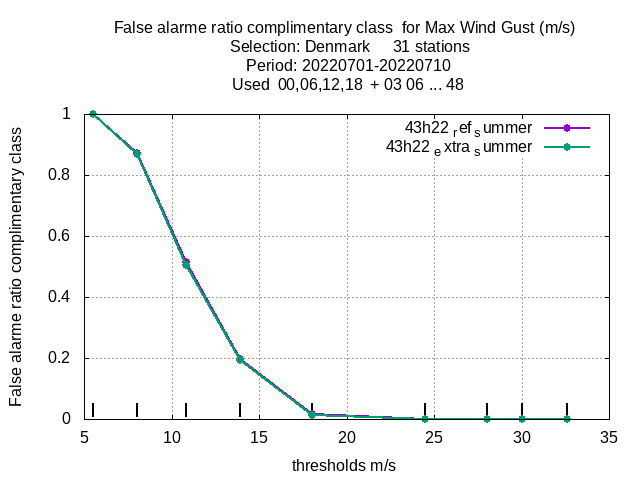 False alarme ratio complimentary class  for Max Wind Gust (m/s)
Selection: Denmark     31 stations
Period: 20220701-20220710
Used  00,06,12,18  + 03 06 ... 48
43h22 ref summer
43h22 extra summer
False alarme ratio complimentary class
1
0.8
0.6
0.4
0.2
0
5 10 15 20 25 30 35
thresholds m/s